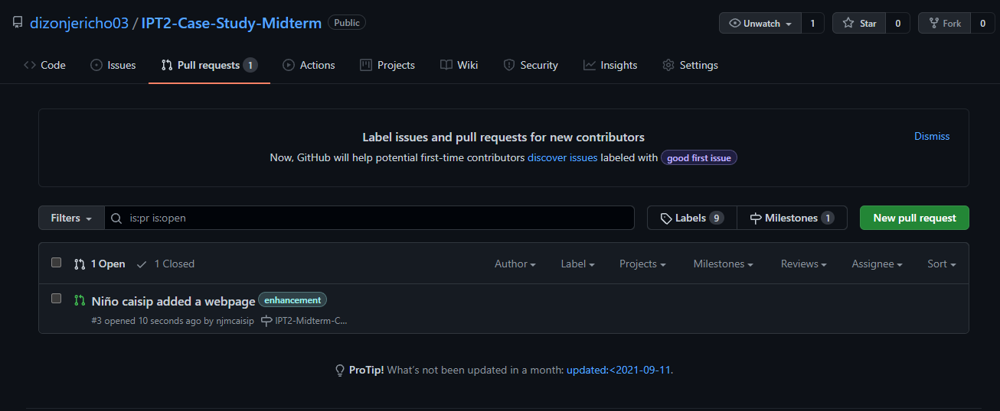 dizonjericho03 / IPT2-Case-Study-Midterm Public Unwatch 1 Star 0 Fork 0
Code Issues Pull requests 1 Actions Projects Wiki Security Insights Settings
Label issues and pull requests for new contributors Dismiss
Now, GitHub will help potential first-time contributors discover issues labeled with good first issue
Filters is:pr is:open Labels 9 Milestones 1 New pull request
1 Open 1 Closed Author Label Projects Milestones Reviews Assignee Sort
Niño caisip added a webpage enhancement
#3 opened 10 seconds ago by njmcaisip IPT2-Midterm-C...
ProTip! What's not been updated in a month: updated:<2021-09-11.